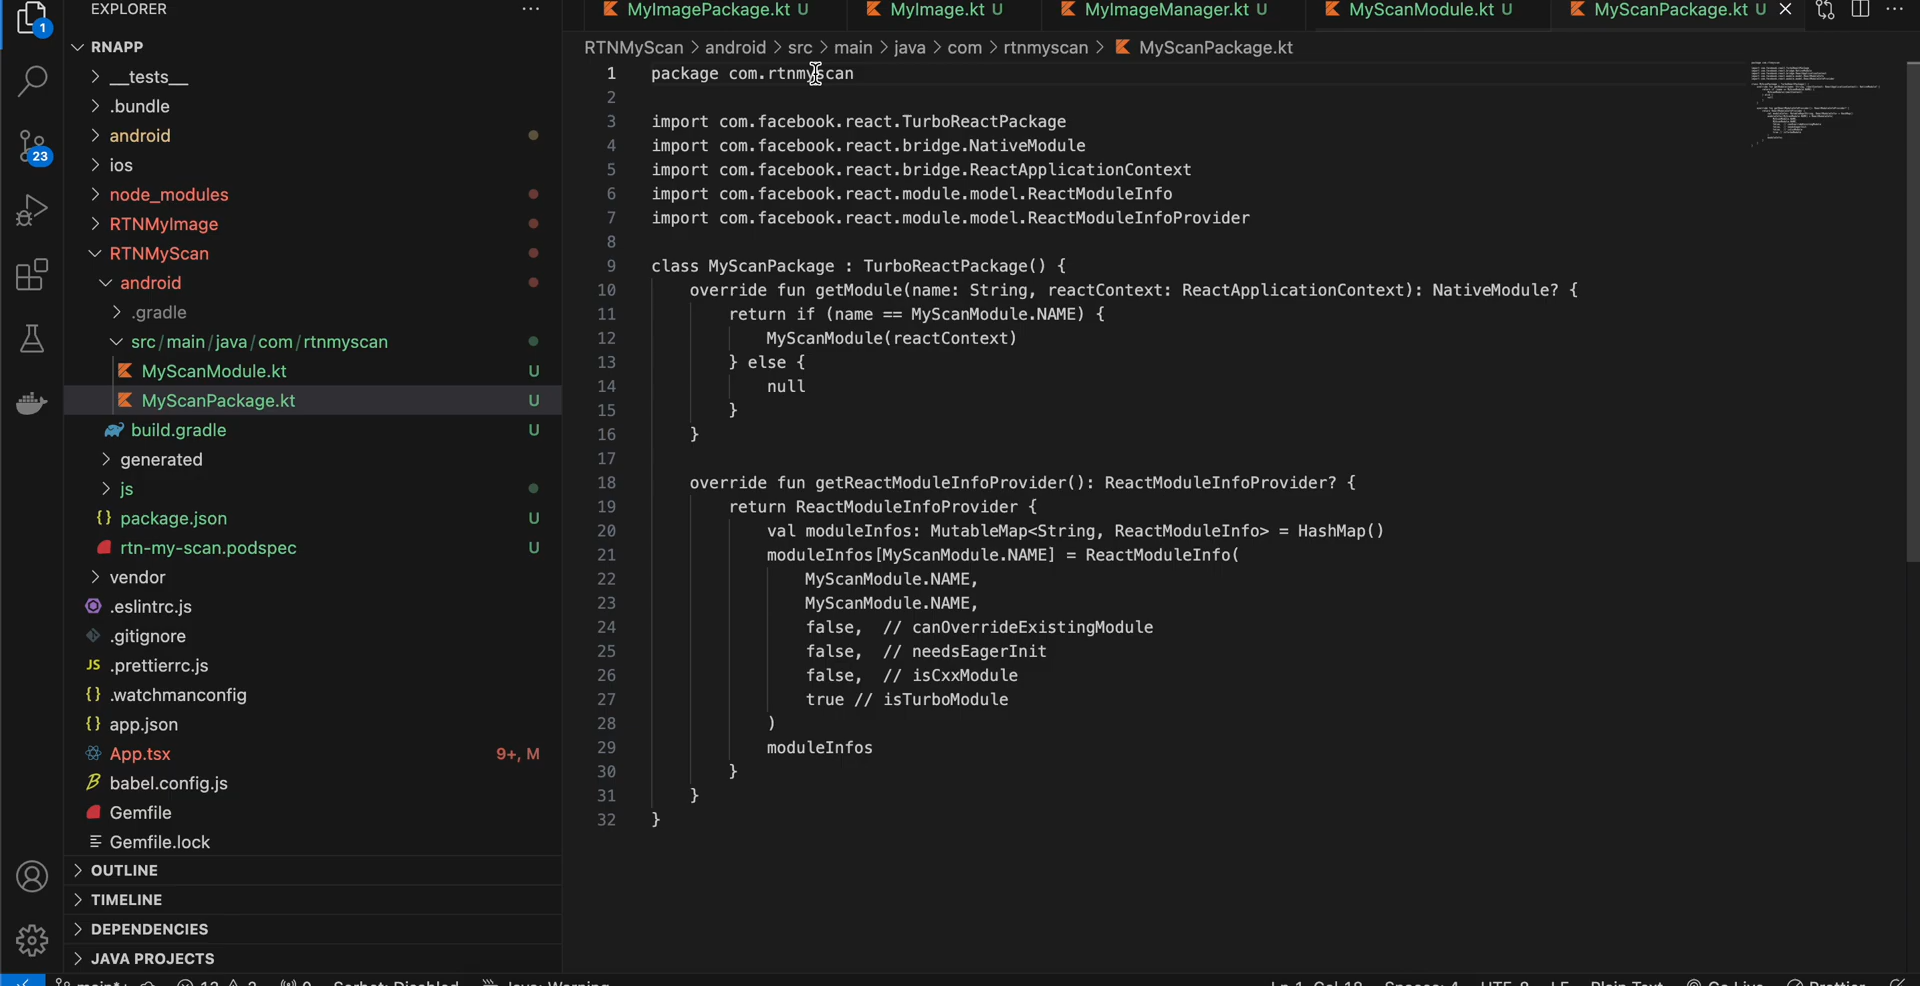 EXPLORER
RNAPP
__tests__
.bundle
android
ios
node_modules
RTNMyImage
RTNMyScan
android
.gradle
src/main/java/com/rtnmyscan
MyScanModule.kt U
MyScanPackage.kt U
build.gradle U
generated
js
package.json U
rtn-my-scan.podspec U
vendor
.eslintrc.js
.gitignore
JS .prettierrc.js
.watchmanconfig
app.json
App.tsx 9+, M
babel.config.js
Gemfile
Gemfile.lock
OUTLINE
TIMELINE
DEPENDENCIES
JAVA PROJECTS
1
23
MyImagePackage.kt U MyImage.kt U MyImageManager.kt U MyScanModule.kt U MyScanPackage.kt U
RTNMyScan > android > src > main > java > com > rtnmyscan > MyScanPackage.kt
1 package com.rtnmyscan
2
3 import com.facebook.react.TurboReactPackage
4 import com.facebook.react.bridge.NativeModule
5 import com.facebook.react.bridge.ReactApplicationContext
6 import com.facebook.react.module.model.ReactModuleInfo
7 import com.facebook.react.module.model.ReactModuleInfoProvider
8
9 class MyScanPackage : TurboReactPackage() {
10 override fun getModule(name: String, reactContext: ReactApplicationContext): NativeModule? {
11 return if (name == MyScanModule.NAME) {
12 MyScanModule(reactContext)
13 } else {
14 null
15 }
16 }
17
18 override fun getReactModuleInfoProvider(): ReactModuleInfoProvider? {
19 return ReactModuleInfoProvider {
20 val moduleInfos: MutableMap<String, ReactModuleInfo> = HashMap()
21 moduleInfos[MyScanModule.NAME] = ReactModuleInfo(
22 MyScanModule.NAME,
23 MyScanModule.NAME,
24 false, // canOverrideExistingModule
25 false, // needsEagerInit
26 false, // isCxxModule
27 true // isTurboModule
28 )
29 moduleInfos
30 }
31 }
32 }